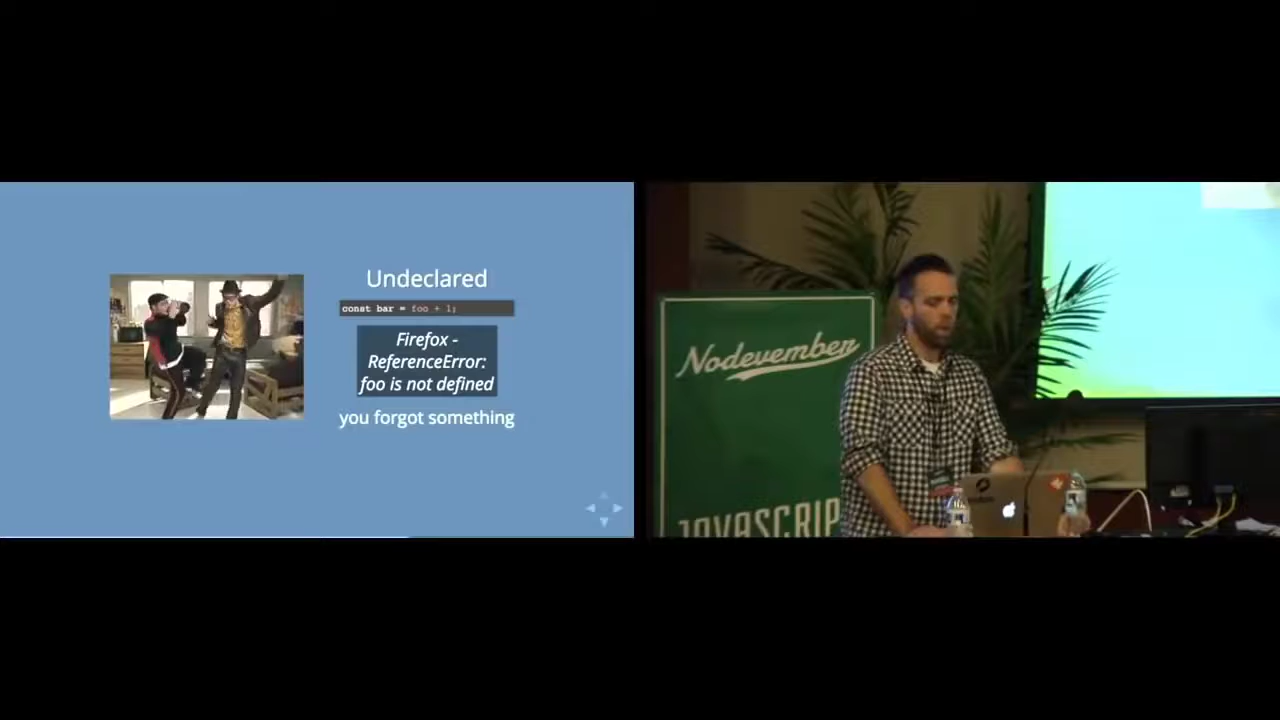 Undeclared
const bar = foo + 1;
Firefox -
ReferenceError:
foo is not defined
you forgot something
Nodevember
JAVASCRIP